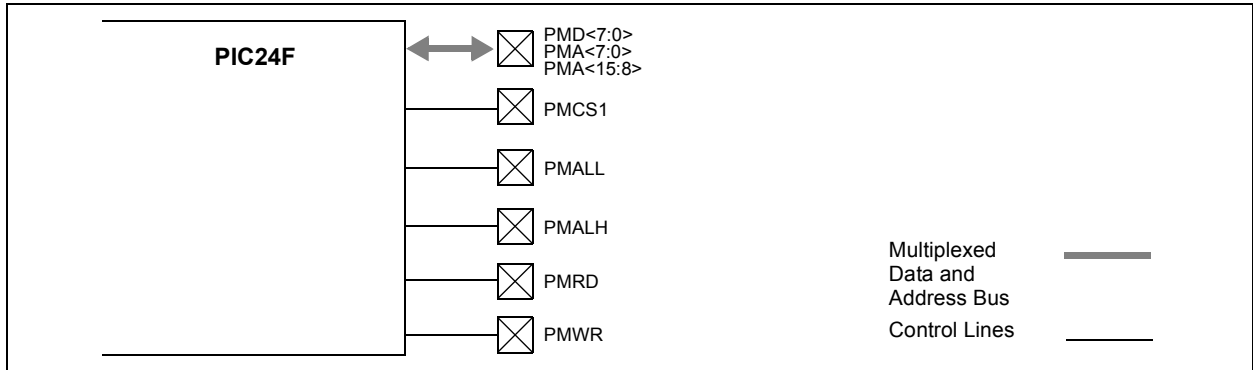 PIC24F
PMD<7:0>
PMA<7:0>
PMA<15:8>
PMCS1
PMALL
PMALH
PMRD
PMWR
Multiplexed
Data and
Address Bus
Control Lines